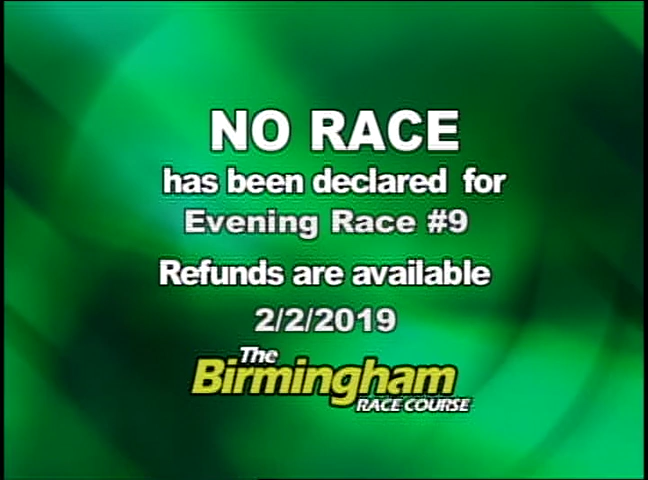 NO RACE
has been declared for
Evening Race #9
Refunds are available
2/2/2019
The
Birmingham
RACE COURSE